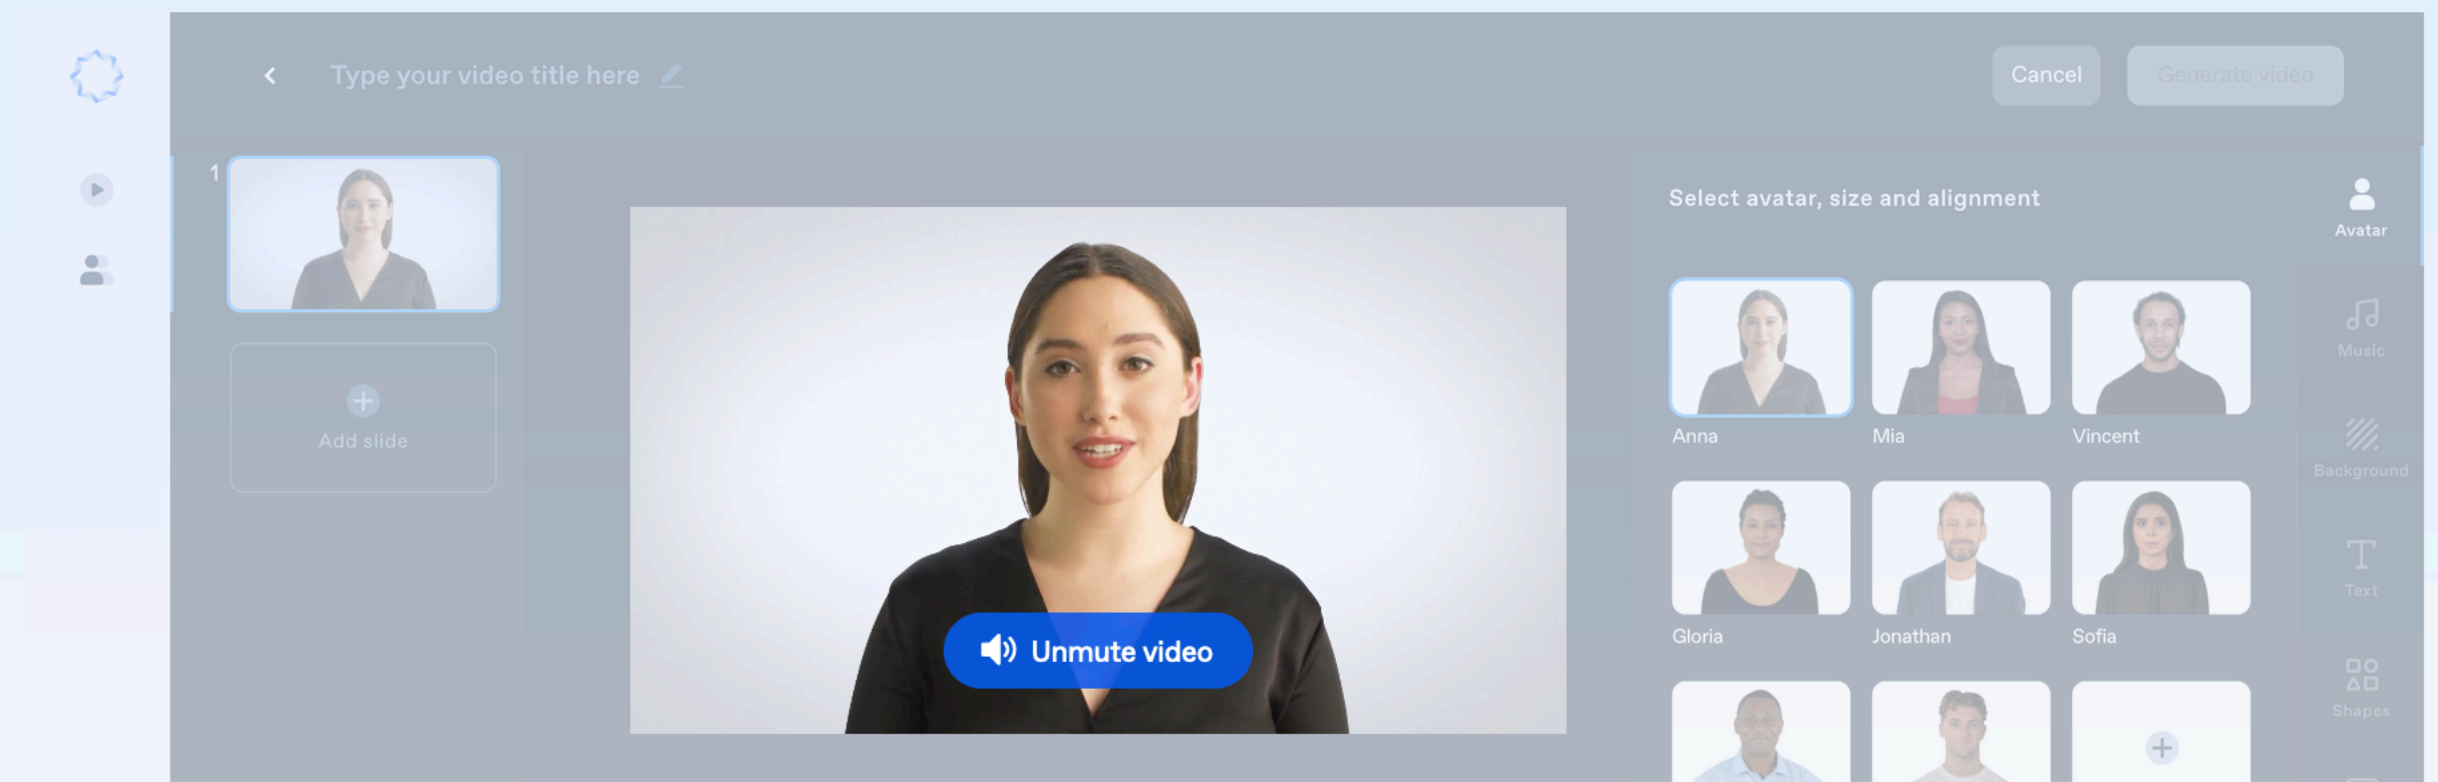 Type your video title here
Cancel
Generate video
1
Add slide
Unmute video
Select avatar, size and alignment
Anna
Mia
Vincent
Gloria
Jonathan
Sofia
Avatar
Music
Background
Text
Shapes